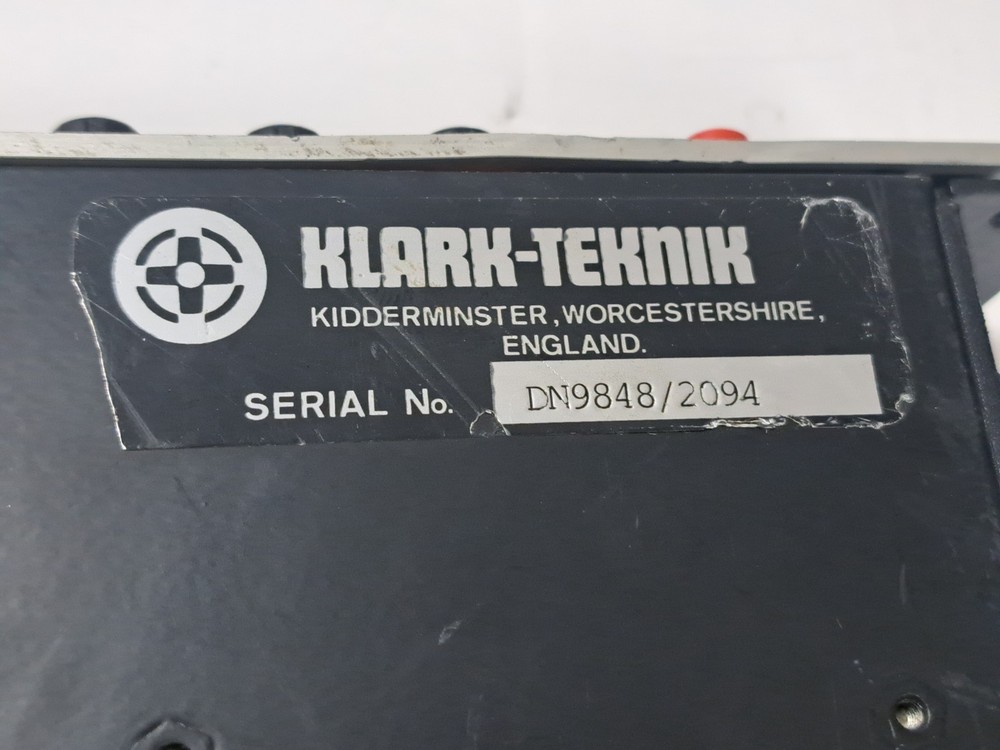 KLARK-TEKNIK
KIDDERMINSTER, WORCESTERSHIRE,
ENGLAND.
SERIAL No. DN9848/2094